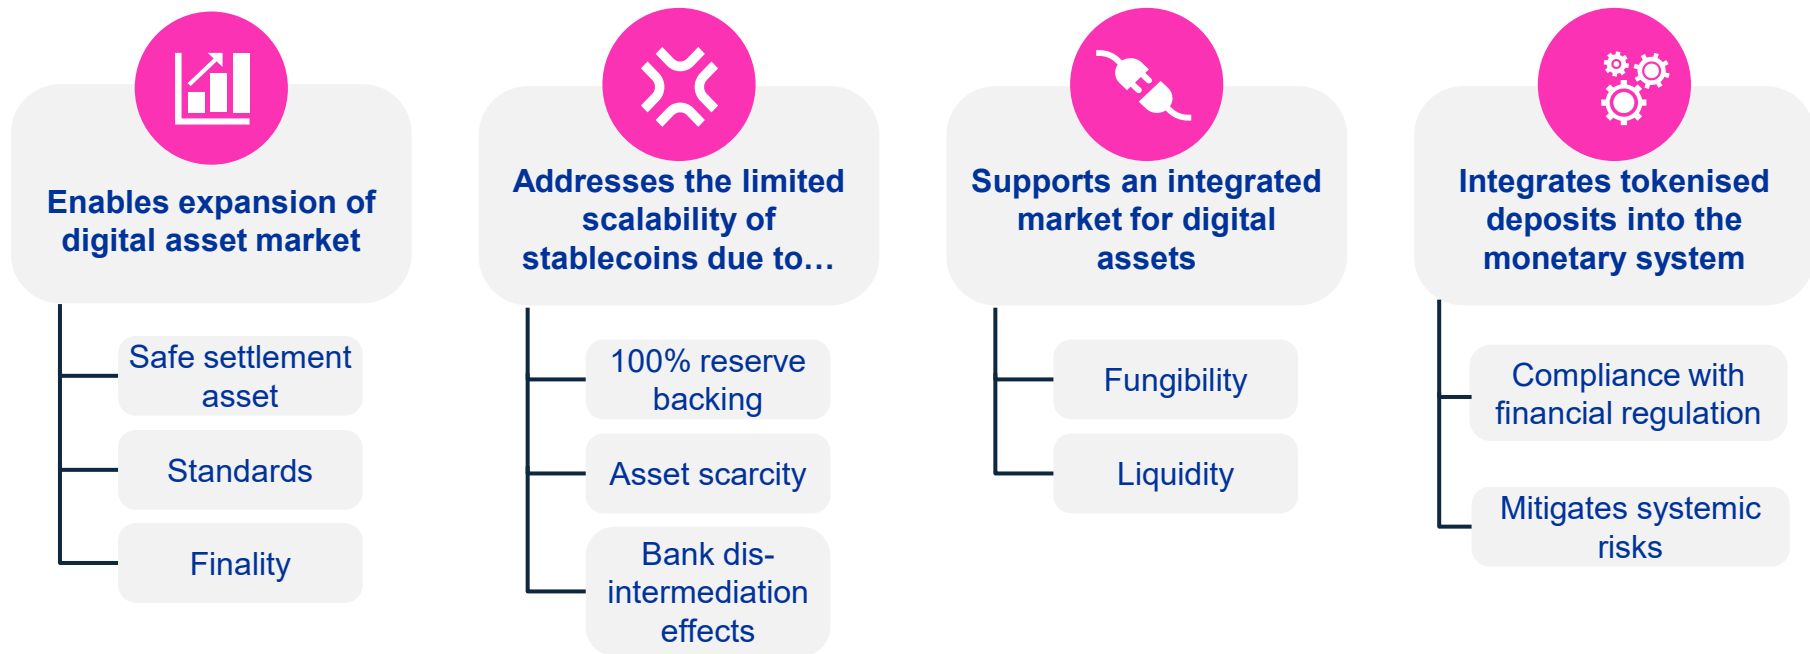 Enables expansion of
digital asset market
Safe settlement
asset
Standards
Finality
Addresses the limited
scalability of
stablecoins due to…
100% reserve
backing
Asset scarcity
Bank dis-
intermediation
effects
Supports an integrated
market for digital
assets
Fungibility
Liquidity
Integrates tokenised
deposits into the
monetary system
Compliance with
financial regulation
Mitigates systemic
risks